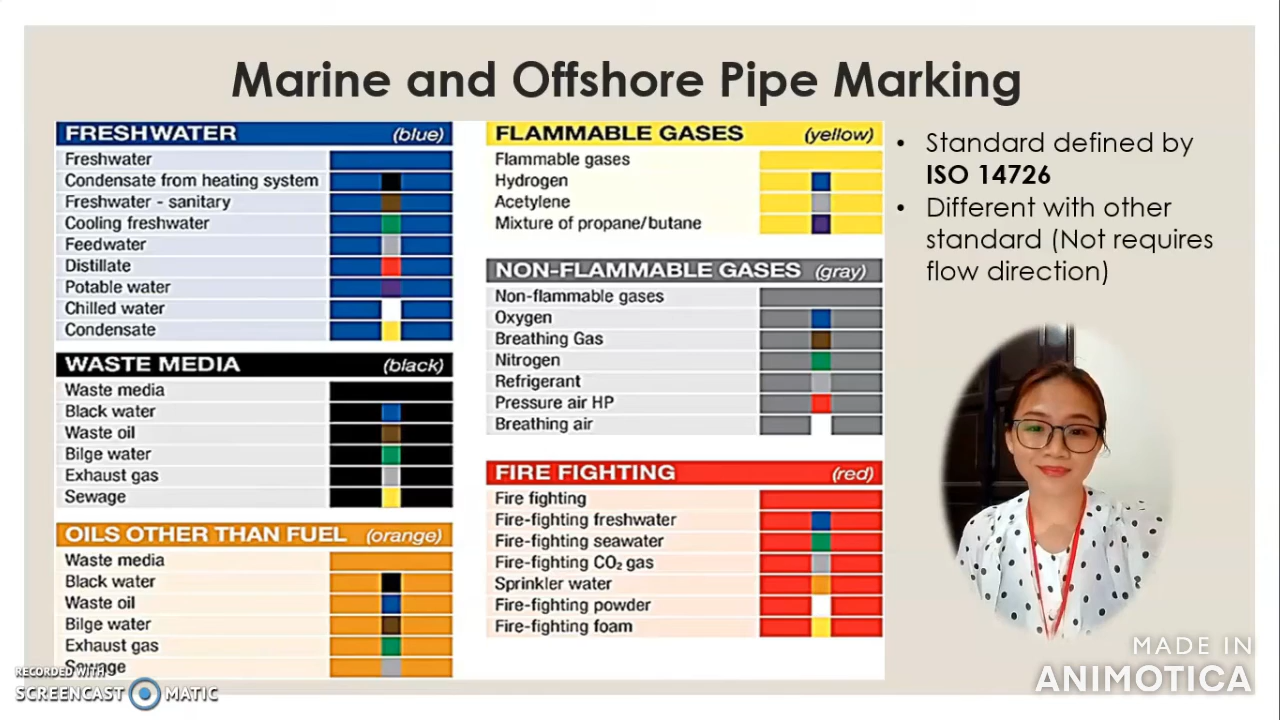 Marine and Offshore Pipe Marking
FRESHWATER (blue)
Freshwater
Condensate from heating system
Freshwater - sanitary
Cooling freshwater
Feedwater
Distillate
Potable water
Chilled water
Condensate
WASTE MEDIA (black)
Waste media
Black water
Waste oil
Bilge water
Exhaust gas
Sewage
OILS OTHER THAN FUEL (orange)
Waste media
Black water
Waste oil
Bilge water
Exhaust gas
Sewage
FLAMMABLE GASES (yellow)
Flammable gases
Hydrogen
Acetylene
Mixture of propane/butane
NON-FLAMMABLE GASES (gray)
Non-flammable gases
Oxygen
Breathing Gas
Nitrogen
Refrigerant
Pressure air HP
Breathing air
FIRE FIGHTING (red)
Fire fighting
Fire-fighting freshwater
Fire-fighting seawater
Fire-fighting CO₂ gas
Sprinkler water
Fire-fighting powder
Fire-fighting foam
• Standard defined by
ISO 14726
• Different with other
standard (Not requires
flow direction)
RECORDED WITH
SCREENCAST MATIC
MADE IN
ANIMOTICA